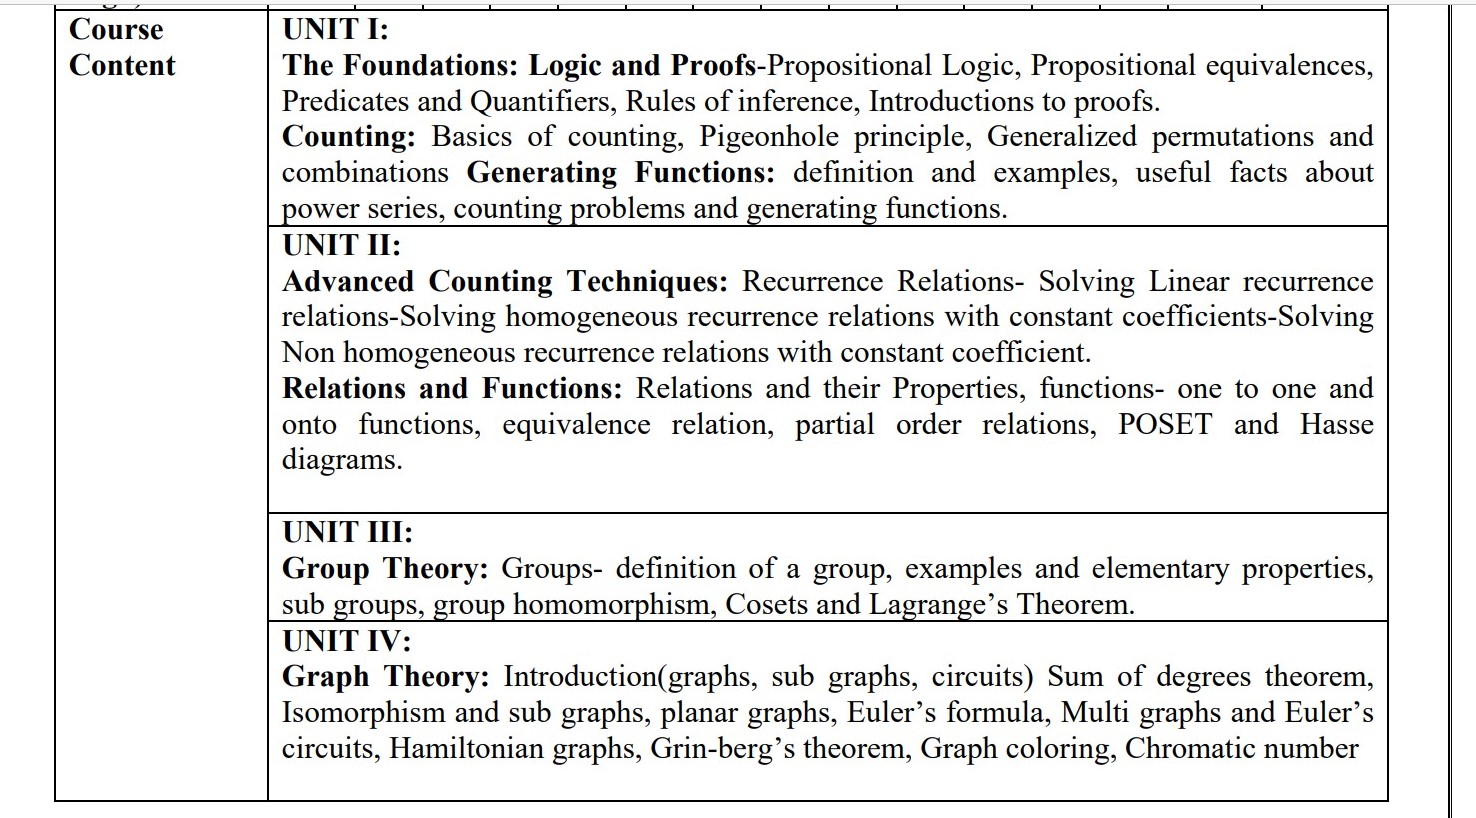 Course
Content
UNIT I:
The Foundations: Logic and Proofs-Propositional Logic, Propositional equivalences,
Predicates and Quantifiers, Rules of inference, Introductions to proofs.
Counting: Basics of counting, Pigeonhole principle, Generalized permutations and
combinations Generating Functions: definition and examples, useful facts about
power series, counting problems and generating functions.
UNIT II:
Advanced Counting Techniques: Recurrence Relations- Solving Linear recurrence
relations-Solving homogeneous recurrence relations with constant coefficients-Solving
Non homogeneous recurrence relations with constant coefficient.
Relations and Functions: Relations and their Properties, functions- one to one and
onto functions, equivalence relation, partial order relations, POSET and Hasse
diagrams.
UNIT III:
Group Theory: Groups- definition of a group, examples and elementary properties,
sub groups, group homomorphism, Cosets and Lagrange’s Theorem.
UNIT IV:
Graph Theory: Introduction(graphs, sub graphs, circuits) Sum of degrees theorem,
Isomorphism and sub graphs, planar graphs, Euler’s formula, Multi graphs and Euler’s
circuits, Hamiltonian graphs, Grin-berg’s theorem, Graph coloring, Chromatic number